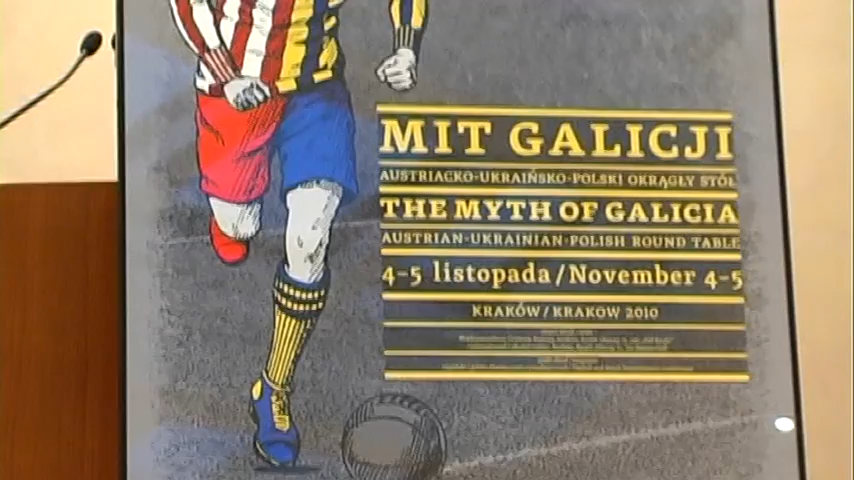 MIT GALICJI
AUSTRIACKO-UKRAIŃSKO-POLSKI OKRĄGŁY STÓŁ
THE MYTH OF GALICIA
AUSTRIAN-UKRAINIAN-POLISH ROUND TABLE
4-5 listopada/November 4-5
KRAKÓW/KRAKOW 2010